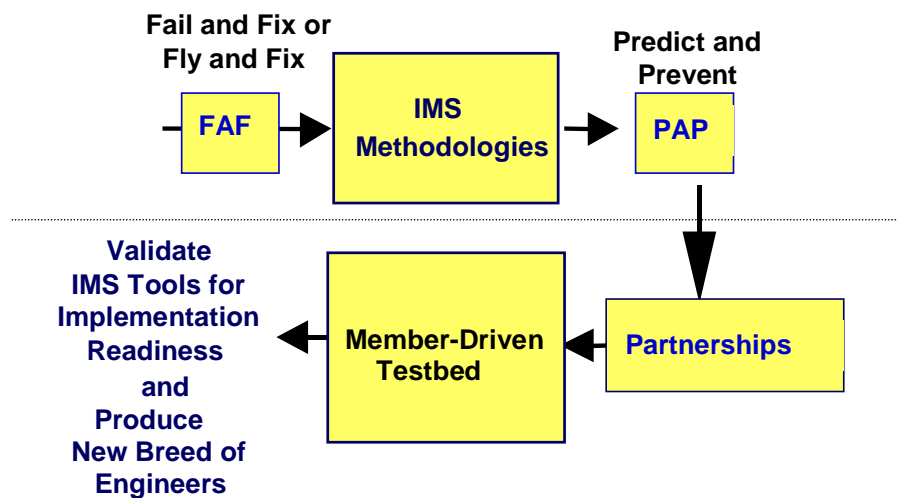 Fail and Fix or
Fly and Fix
FAF
IMS
Methodologies
Predict and
Prevent
PAP
Validate
IMS Tools for
Implementation
Readiness
and
Produce
New Breed of
Engineers
Member-Driven
Testbed
Partnerships